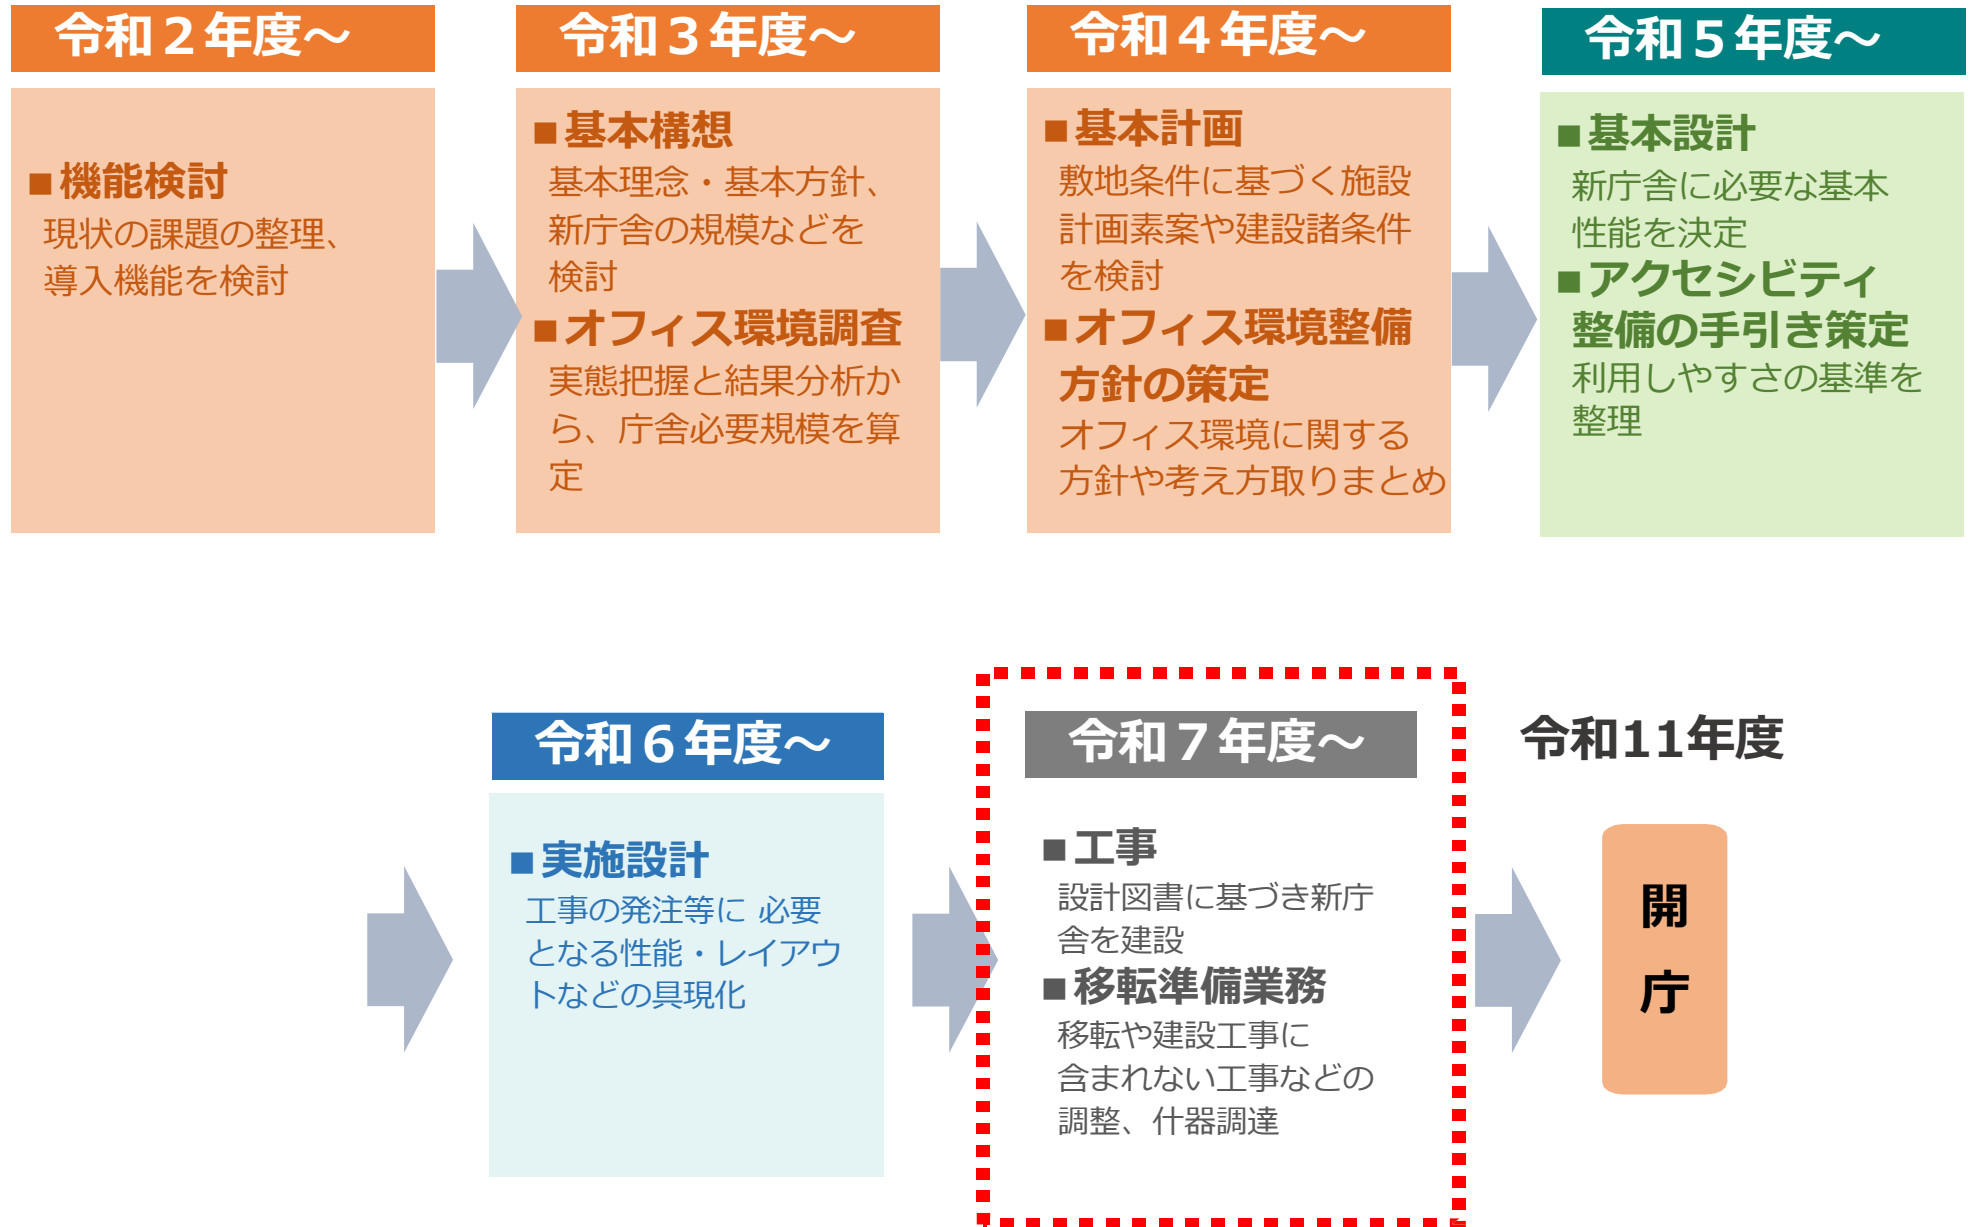 令和２年度～
■機能検討
現状の課題の整理、
導入機能を検討
令和３年度～
■基本構想
基本理念・基本方針、
新庁舎の規模などを
検討
■オフィス環境調査
実態把握と結果分析か
ら、庁舎必要規模を算
定
令和４年度～
■基本計画
敷地条件に基づく施設
計画素案や建設諸条件
を検討
■オフィス環境整備
方針の策定
オフィス環境に関する
方針や考え方取りまとめ
令和５年度～
■基本設計
新庁舎に必要な基本
性能を決定
■アクセシビティ
整備の手引き策定
利用しやすさの基準を
整理
令和６年度～
■実施設計
工事の発注等に 必要
となる性能・レイアウ
トなどの具現化
令和７年度～
■工事
設計図書に基づき新庁
舎を建設
■移転準備業務
移転や建設工事に
含まれない工事などの
調整、什器調達
令和11年度
開
庁